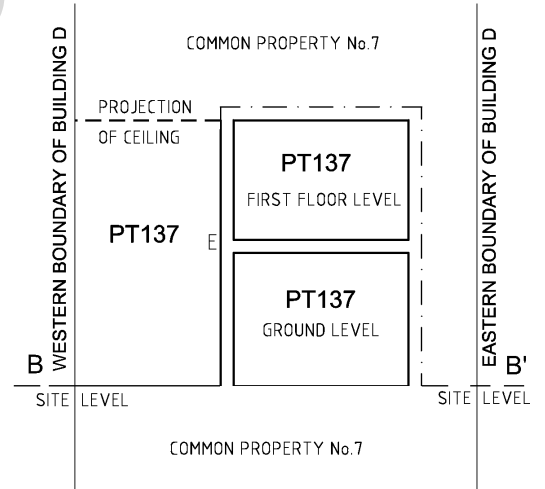 COMMON PROPERTY No.7
WESTERN BOUNDARY OF BUILDING D
EASTERN BOUNDARY OF BUILDING D
PROJECTION
OF CEILING
PT137
FIRST FLOOR LEVEL
PT137
E
PT137
GROUND LEVEL
B
B'
SITE LEVEL
SITE LEVEL
COMMON PROPERTY No.7